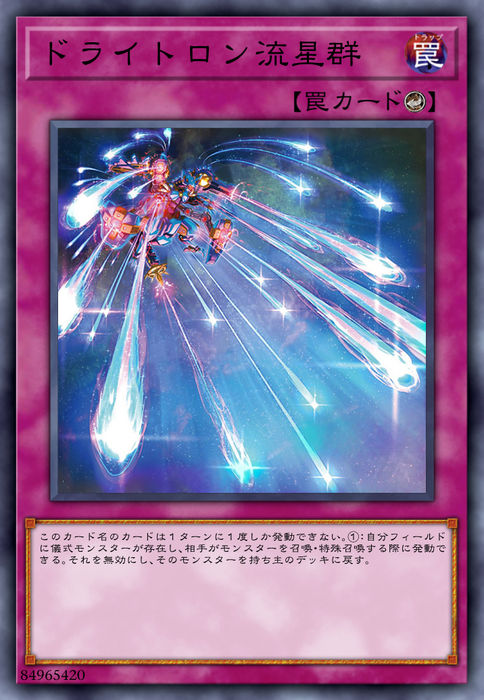 ドライトロン流星群
トラップ
罠
【罠カード】
このカード名のカードは１ターンに１度しか発動できない。①：自分フィールド
に儀式モンスターが存在し、相手がモンスターを召喚・特殊召喚する際に発動で
きる。それを無効にし、そのモンスターを持ち主のデッキに戻す。
84965420